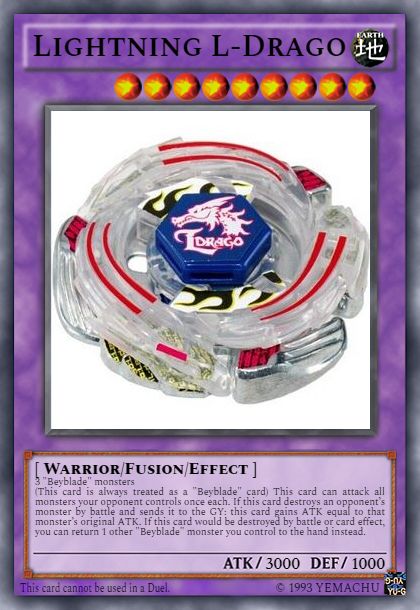 LIGHTNING L-DRAGO
EARTH
地
LDRAGO
[ WARRIOR/FUSION/EFFECT ]
3 "Beyblade" monsters
(This card is always treated as a "Beyblade" card) This can attack all
monsters your opponent controls once each. If this card destroys an opponent's
monster by battle and sends it to the GY: this card gains ATK equal to that
monster's original ATK. If this card would be destroyed by battle or card effect,
you can return 1 other "Beyblade" monster you control to the hand instead.
ATK/ 3000 DEF/ 1000
This card cannot be used in a Duel.
© 1993 YEMACHU
YU-G